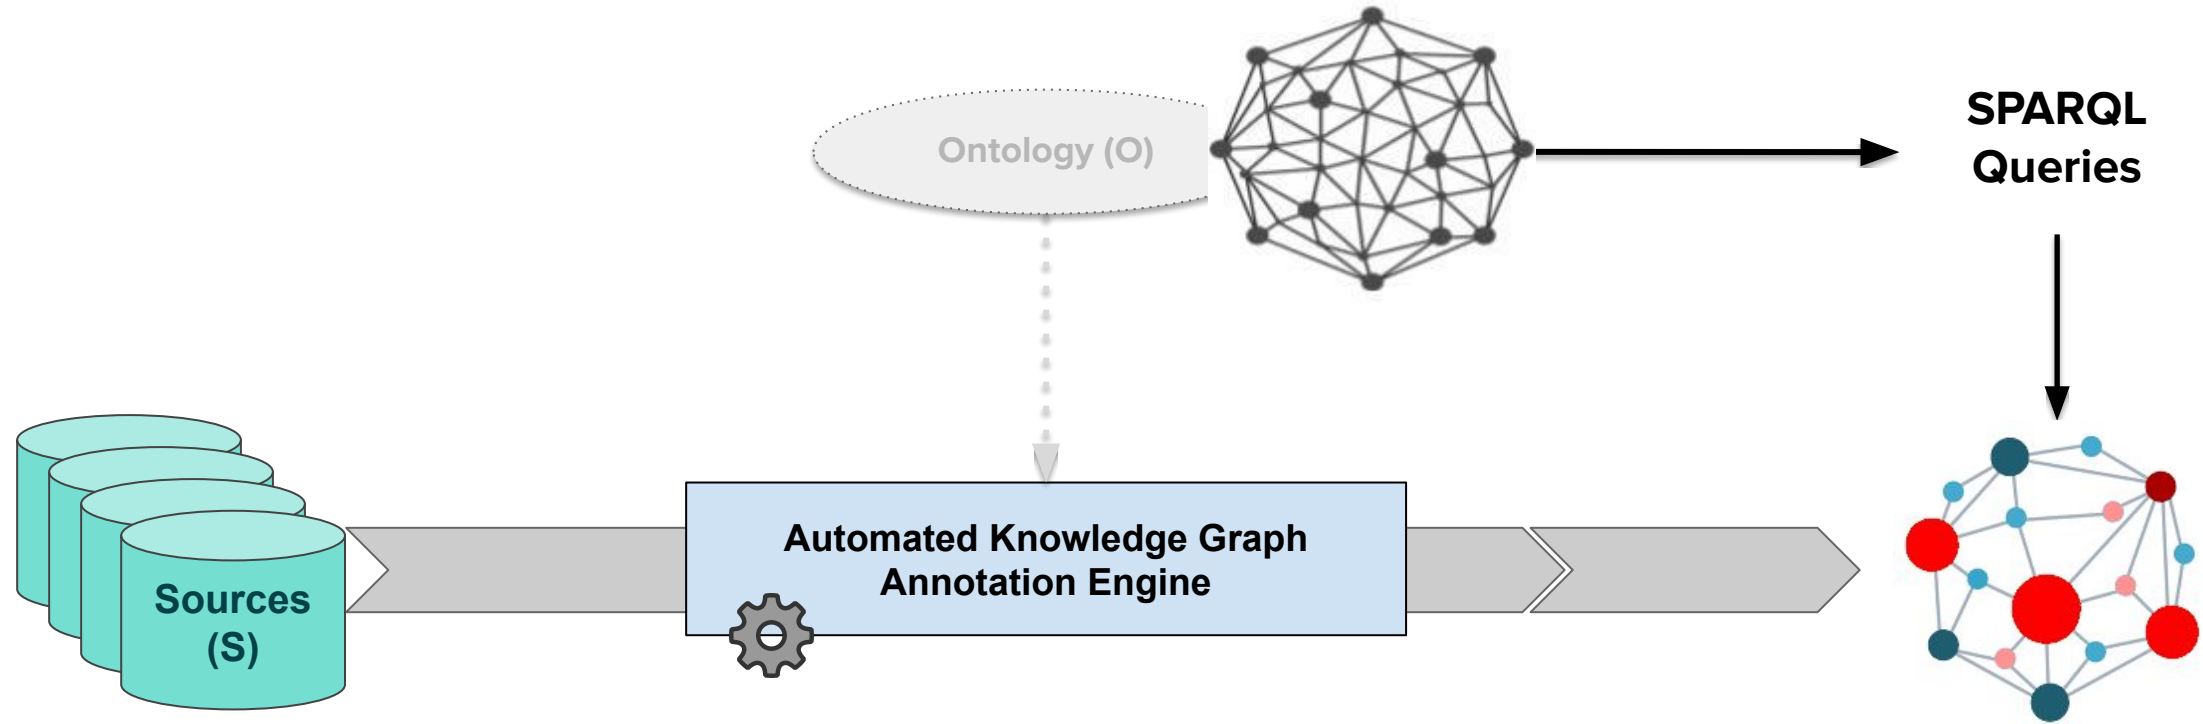 Ontology (O)
SPARQL
Queries
Automated Knowledge Graph
Annotation Engine
Sources
(S)